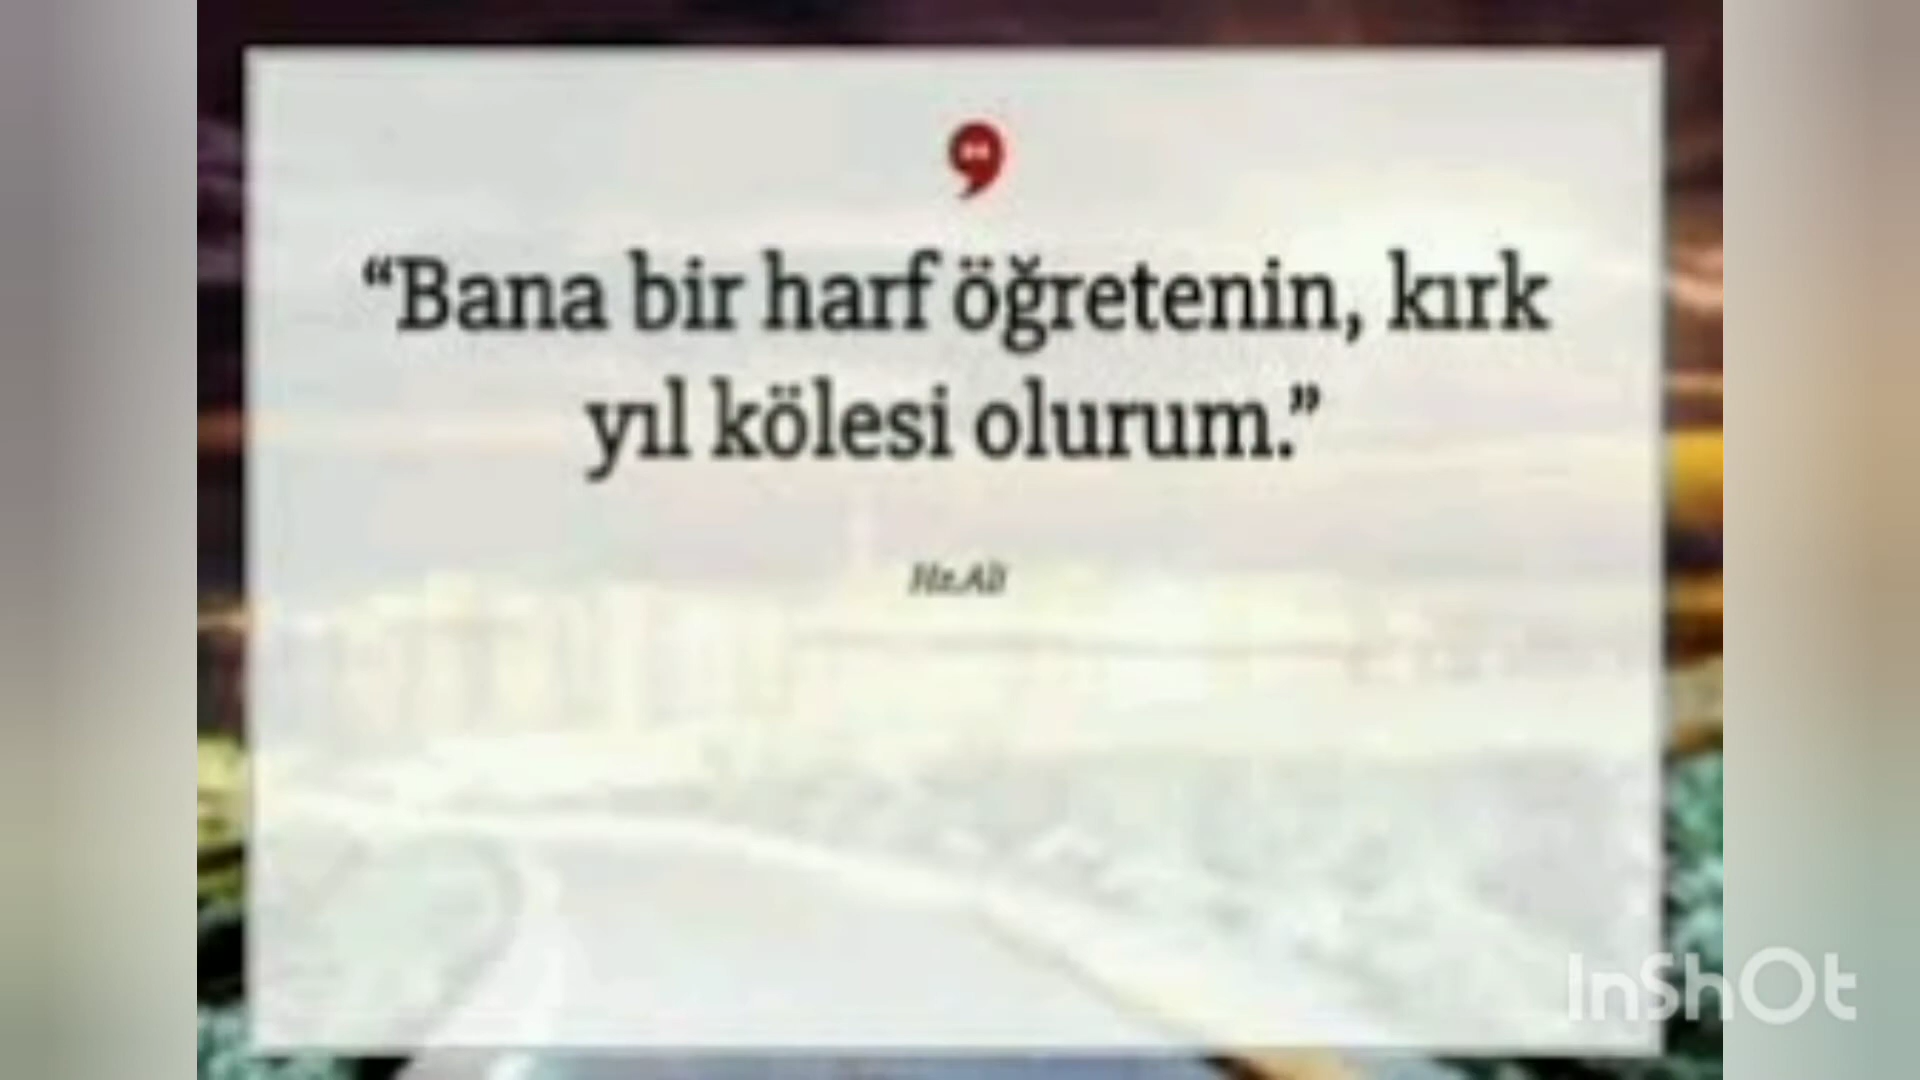 “Bana bir harf öğretenin, kırk
yıl kölesi olurum.”
Hz.Ali
InShOt